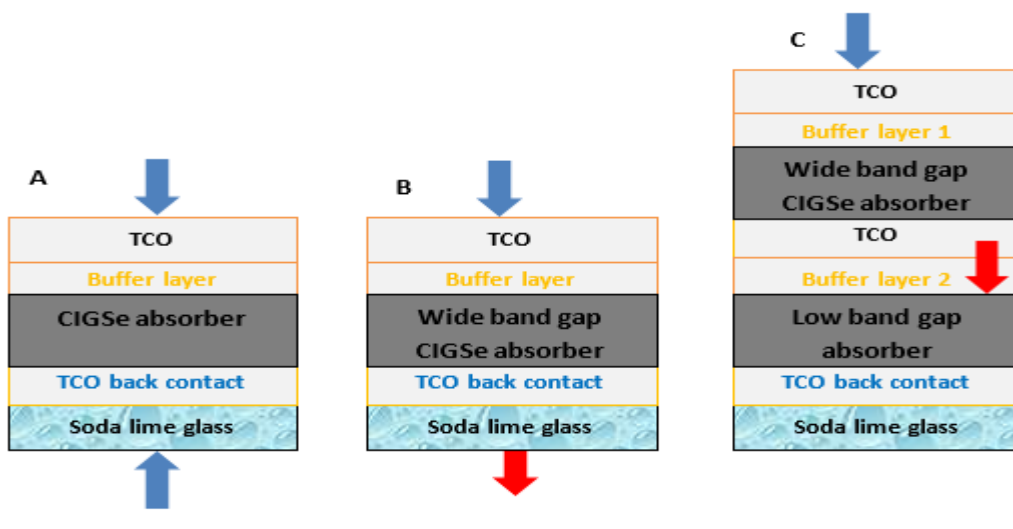 A
TCO
Buffer layer
CIGSe absorber
TCO back contact
Soda lime glass
B
TCO
Buffer layer
Wide band gap
CIGSe absorber
TCO back contact
Soda lime glass
C
TCO
Buffer layer 1
Wide band gap
CIGSe absorber
TCO
Buffer layer 2
Low band gap
absorber
TCO back contact
Soda lime glass